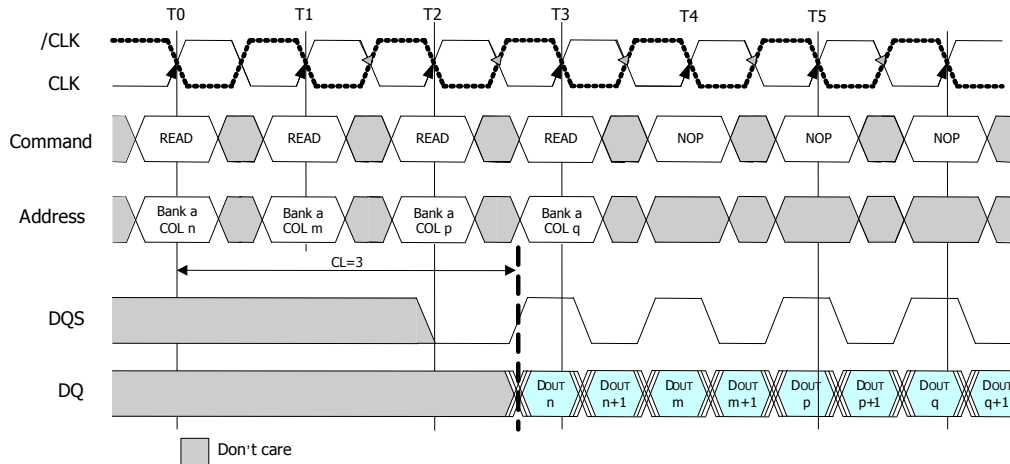 T0 T1 T2 T3 T4 T5
/CLK
CLK
Command READ READ READ READ NOP NOP NOP
Address Bank a COL n Bank a COL m Bank a COL p Bank a COL q
CL=3
DQS
DQ DOUT n DOUT n+1 DOUT m DOUT m+1 DOUT p DOUT p+1 DOUT q DOUT q+1
Don't care